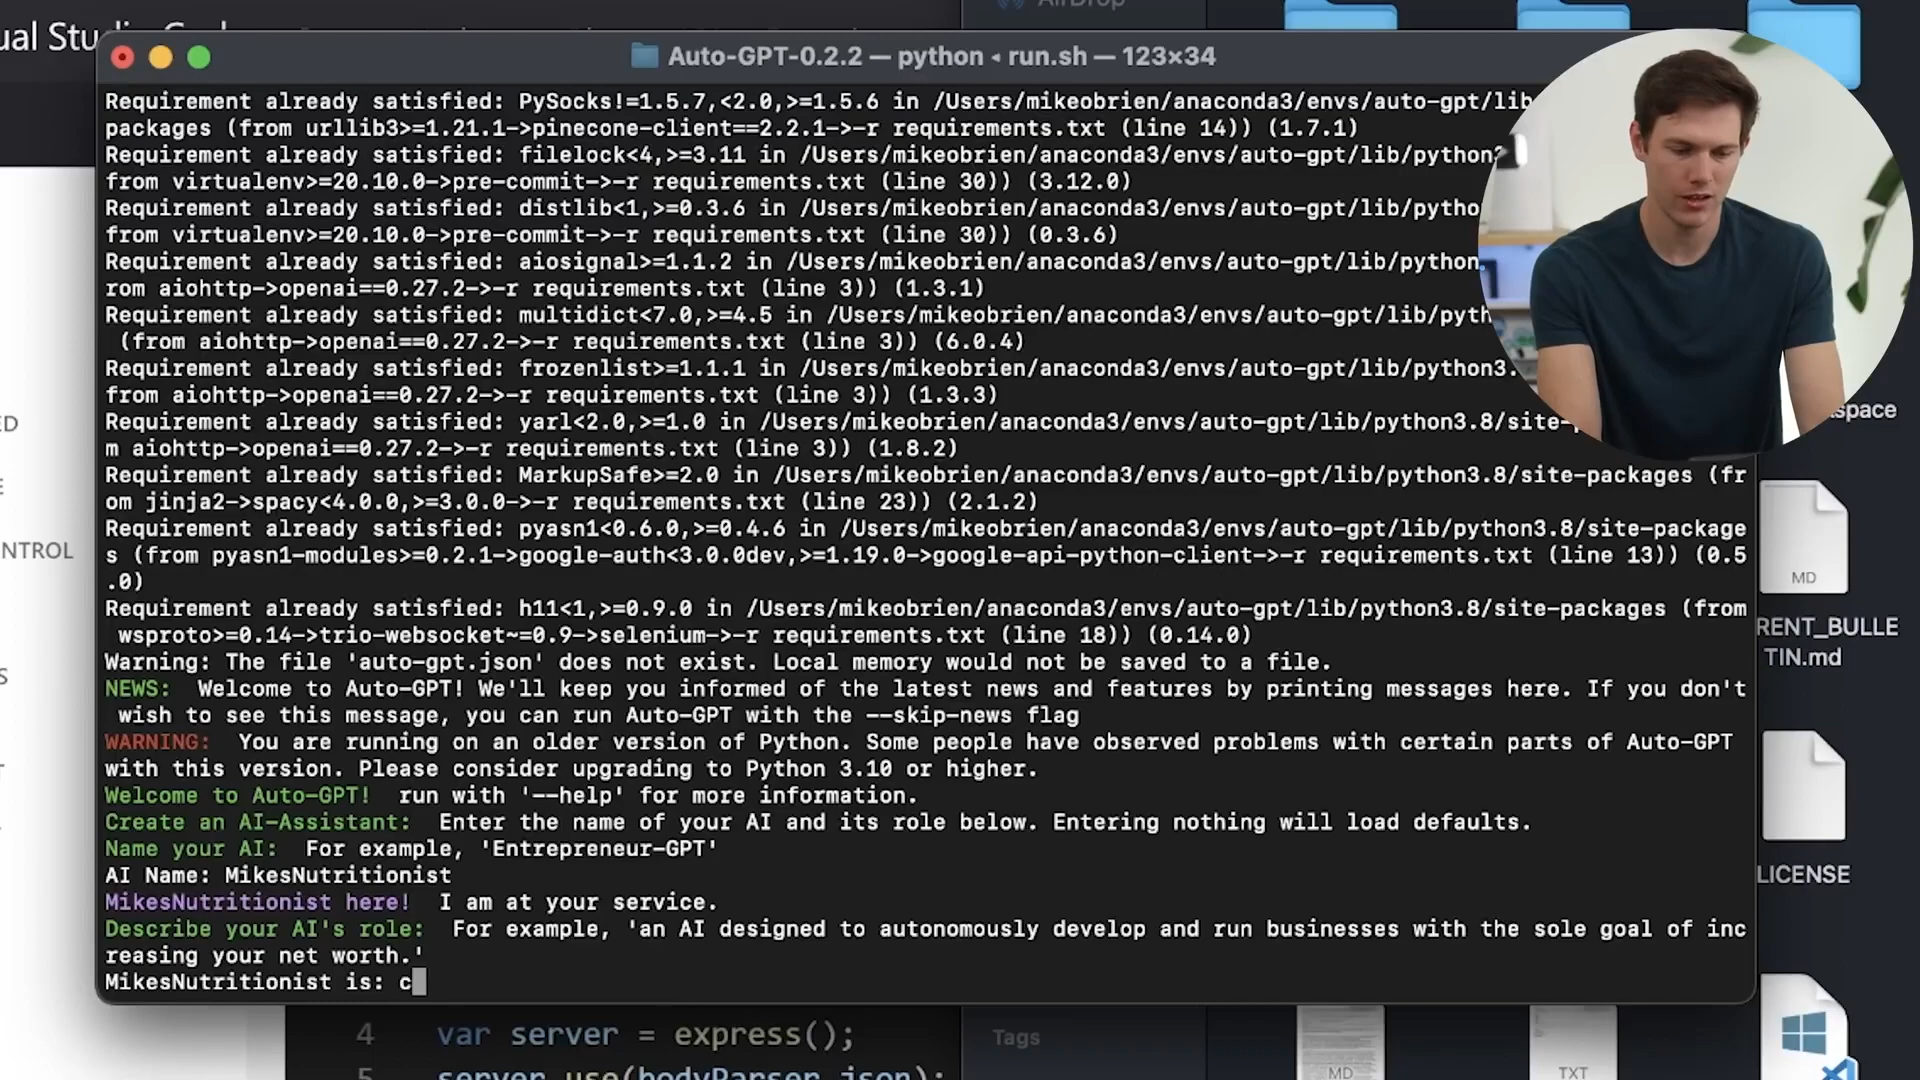 AirDrop
ual Stu
Auto-GPT-0.2.2 — python ◂ run.sh — 123×34
Requirement already satisfied: PySocks!=1.5.7,<2.0,>=1.5.6 in /Users/mikeobrien/anaconda3/envs/auto-gpt/lib
packages (from urllib3>=1.21.1->pinecone-client==2.2.1->-r requirements.txt (line 14)) (1.7.1)
Requirement already satisfied: filelock<4,>=3.11 in /Users/mikeobrien/anaconda3/envs/auto-gpt/lib/python3
from virtualenv>=20.10.0->pre-commit->-r requirements.txt (line 30)) (3.12.0)
Requirement already satisfied: distlib<1,>=0.3.6 in /Users/mikeobrien/anaconda3/envs/auto-gpt/lib/python
from virtualenv>=20.10.0->pre-commit->-r requirements.txt (line 30)) (0.3.6)
Requirement already satisfied: aiosignal>=1.1.2 in /Users/mikeobrien/anaconda3/envs/auto-gpt/lib/python
rom aiohttp->openai==0.27.2->-r requirements.txt (line 3)) (1.3.1)
Requirement already satisfied: multidict<7.0,>=4.5 in /Users/mikeobrien/anaconda3/envs/auto-gpt/lib/pyth
(from aiohttp->openai==0.27.2->-r requirements.txt (line 3)) (6.0.4)
Requirement already satisfied: frozenlist>=1.1.1 in /Users/mikeobrien/anaconda3/envs/auto-gpt/lib/python3.
from aiohttp->openai==0.27.2->-r requirements.txt (line 3)) (1.3.3)
Requirement already satisfied: yarl<2.0,>=1.0 in /Users/mikeobrien/anaconda3/envs/auto-gpt/lib/python3.8/site-
m aiohttp->openai==0.27.2->-r requirements.txt (line 3)) (1.8.2)
Requirement already satisfied: MarkupSafe>=2.0 in /Users/mikeobrien/anaconda3/envs/auto-gpt/lib/python3.8/site-packages (fr
om jinja2->spacy<4.0.0,>=3.0.0->-r requirements.txt (line 23)) (2.1.2)
Requirement already satisfied: pyasn1<0.6.0,>=0.4.6 in /Users/mikeobrien/anaconda3/envs/auto-gpt/lib/python3.8/site-package
s (from pyasn1-modules>=0.2.1->google-auth<3.0.0dev,>=1.19.0->google-api-python-client->-r requirements.txt (line 13)) (0.5
.0)
Requirement already satisfied: h11<1,>=0.9.0 in /Users/mikeobrien/anaconda3/envs/auto-gpt/lib/python3.8/site-packages (from
wsproto>=0.14->trio-websocket~=0.9->selenium->-r requirements.txt (line 18)) (0.14.0)
Warning: The file 'auto-gpt.json' does not exist. Local memory would not be saved to a file.
NEWS:  Welcome to Auto-GPT! We'll keep you informed of the latest news and features by printing messages here. If you don't
wish to see this message, you can run Auto-GPT with the --skip-news flag
WARNING:  You are running on an older version of Python. Some people have observed problems with certain parts of Auto-GPT
with this version. Please consider upgrading to Python 3.10 or higher.
Welcome to Auto-GPT!  run with '--help' for more information.
Create an AI-Assistant:  Enter the name of your AI and its role below. Entering nothing will load defaults.
Name your AI:  For example, 'Entrepreneur-GPT'
AI Name: MikesNutritionist
MikesNutritionist here!  I am at your service.
Describe your AI's role:  For example, 'an AI designed to autonomously develop and run businesses with the sole goal of inc
reasing your net worth.'
MikesNutritionist is: c
ED
NTROL
space
MD
RENT_BULLE
TIN.md
LICENSE
4 var server = express();
5 server.use(bodyParser.json);
Tags
MD
TXT